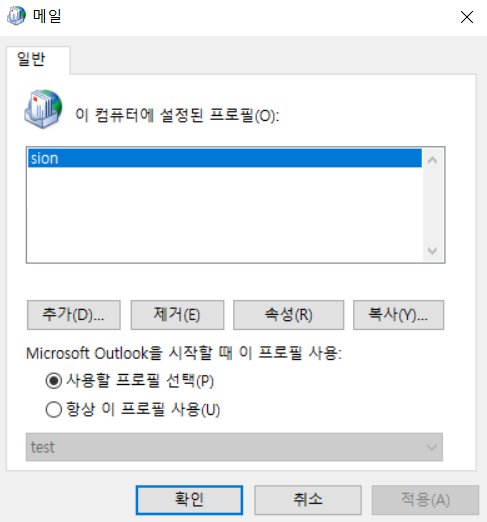 메일
일반
이 컴퓨터에 설정된 프로필(O):
sion
추가(D)... 제거(E) 속성(R) 복사(Y)...
Microsoft Outlook을 시작할 때 이 프로필 사용:
사용할 프로필 선택(P)
항상 이 프로필 사용(U)
test
확인 취소 적용(A)